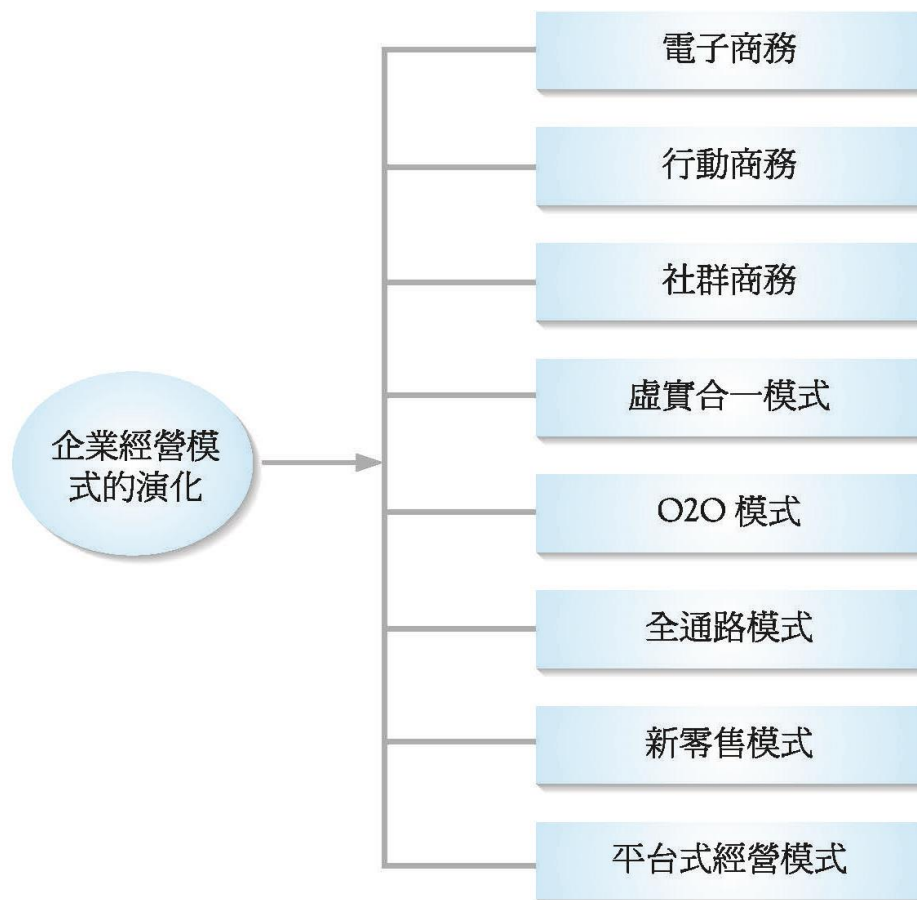 電子商務
行動商務
社群商務
虛實合一模式
企業經營模
式的演化
O2O 模式
全通路模式
新零售模式
平台式經營模式